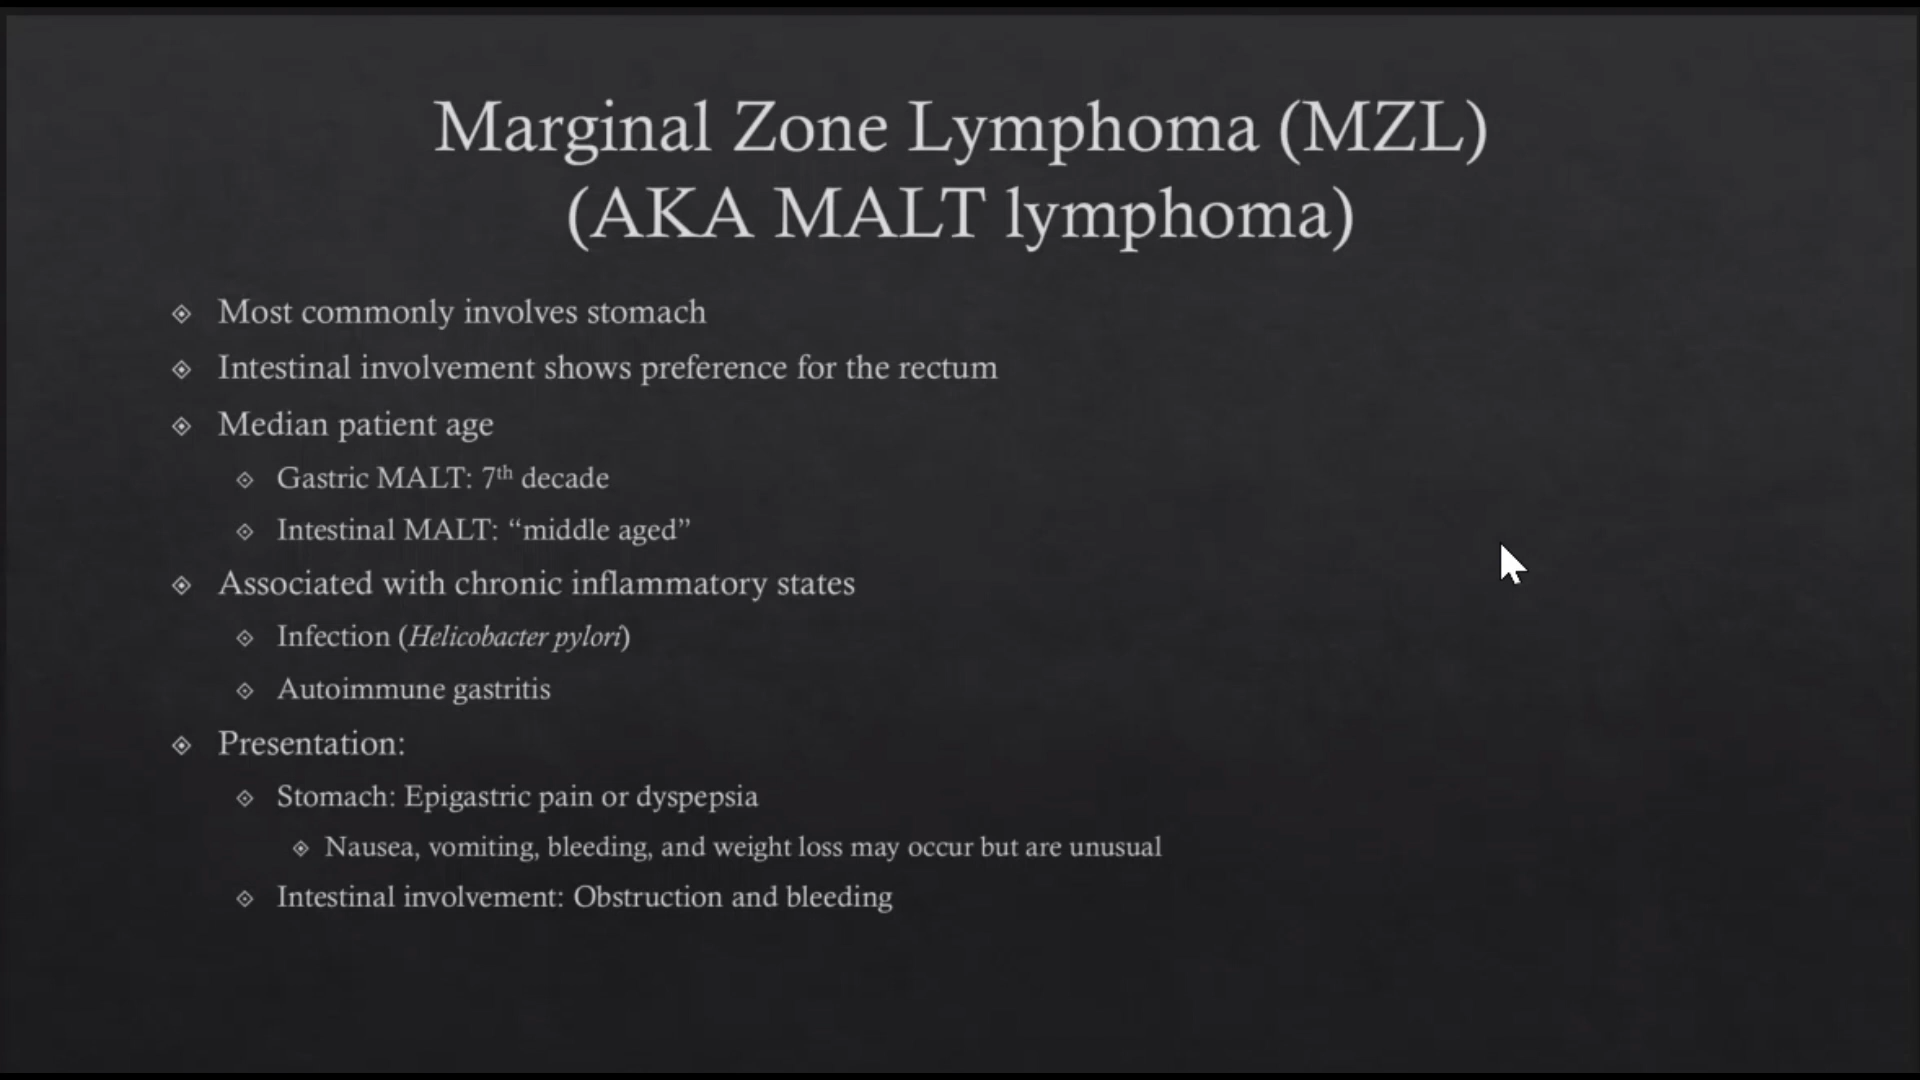 Marginal Zone Lymphoma (MZL)
(AKA MALT lymphoma)
Most commonly involves stomach
Intestinal involvement shows preference for the rectum
Median patient age
Gastric MALT: 7th decade
Intestinal MALT: “middle aged”
Associated with chronic inflammatory states
Infection (Helicobacter pylori)
Autoimmune gastritis
Presentation:
Stomach: Epigastric pain or dyspepsia
Nausea, vomiting, bleeding, and weight loss may occur but are unusual
Intestinal involvement: Obstruction and bleeding